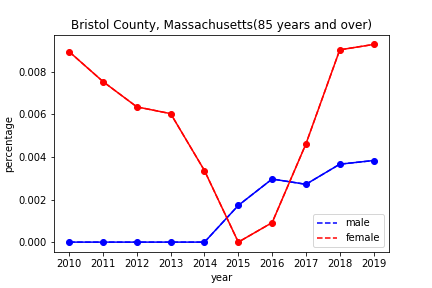 Bristol County, Massachusetts(85 years and over)
percentage
0.008
0.006
0.004
0.002
0.000
male
female
2010 2011 2012 2013 2014 2015 2016 2017 2018 2019
year